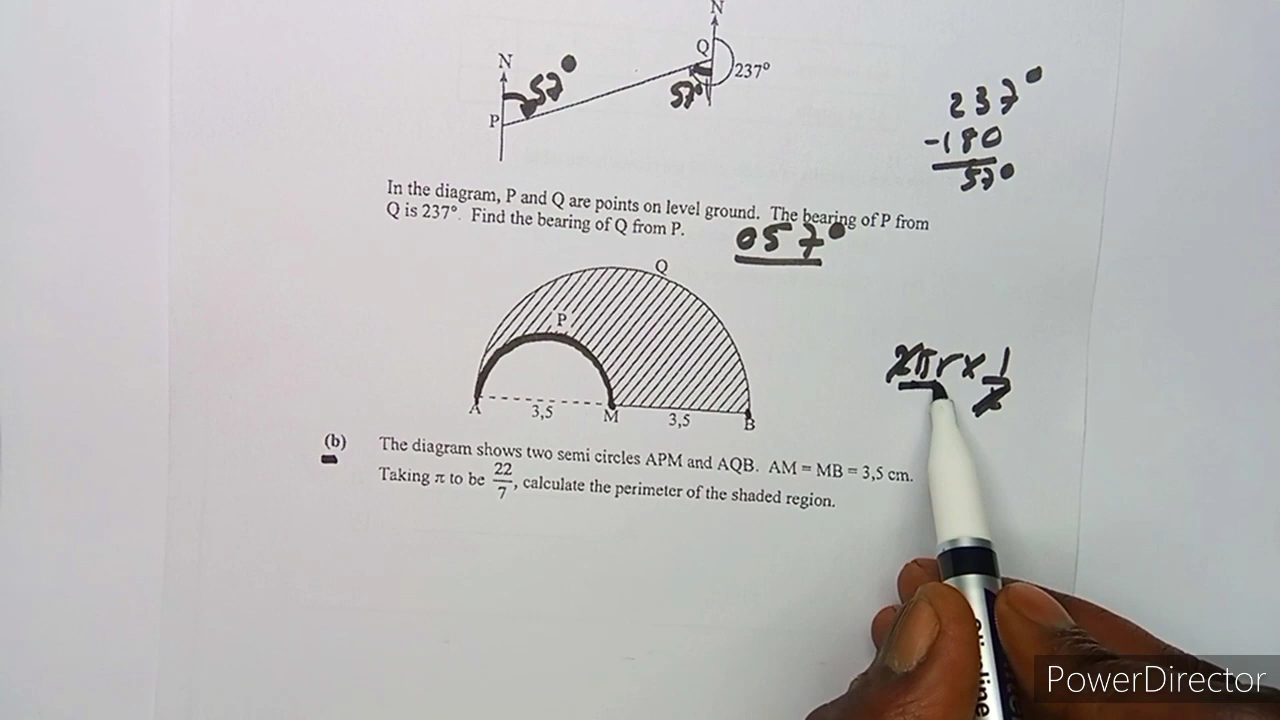 N
N
Q
237°
57°
57°
P
237°
-180
57°
In the diagram, P and Q are points on level ground. The bearing of P from
Q is 237°. Find the bearing of Q from P.
057°
Q
P
A
3,5
M
3,5
B
2πr × 1/2
(b) The diagram shows two semi circles APM and AQB. AM = MB = 3,5 cm.
Taking π to be 22/7, calculate the perimeter of the shaded region.
PowerDirector